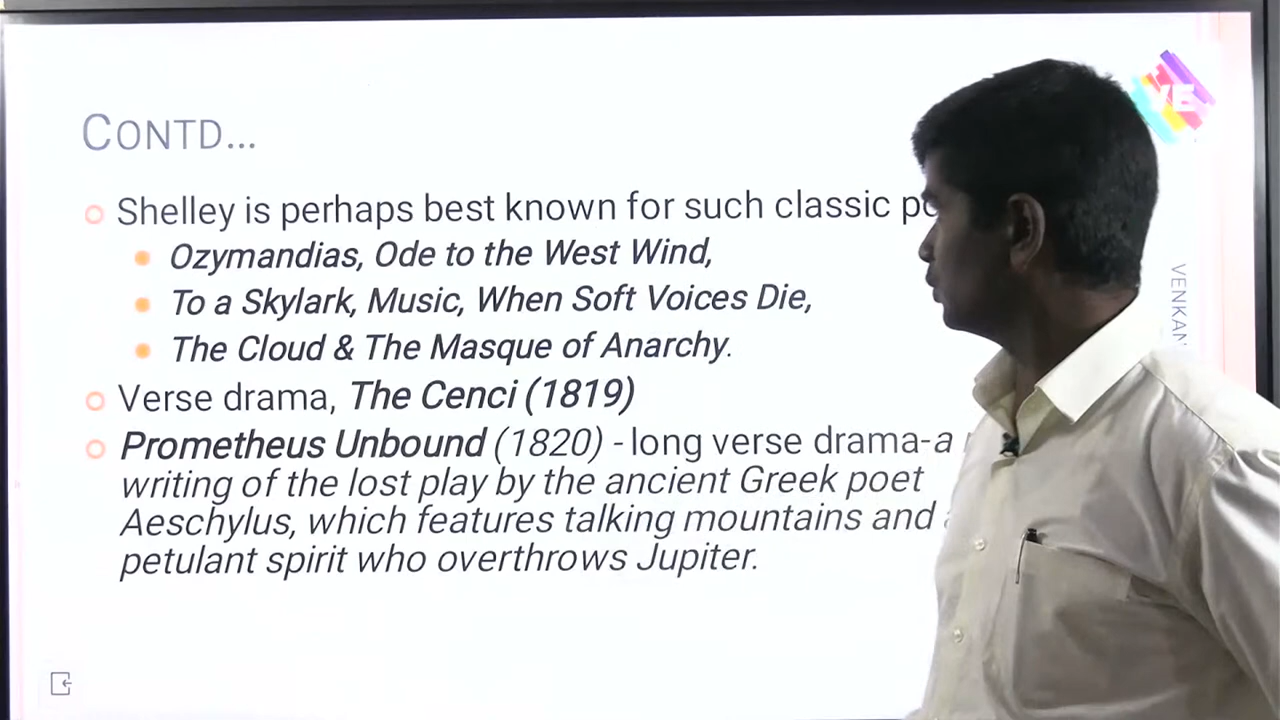 CONTD...
Shelley is perhaps best known for such classic
Ozymandias, Ode to the West Wind,
To a Skylark, Music, When Soft Voices Die,
The Cloud & The Masque of Anarchy.
Verse drama, The Cenci (1819)
Prometheus Unbound (1820) - long verse drama-a
writing of the lost play by the ancient Greek poet
Aeschylus, which features talking mountains and
petulant spirit who overthrows Jupiter.
YE
VENKAN